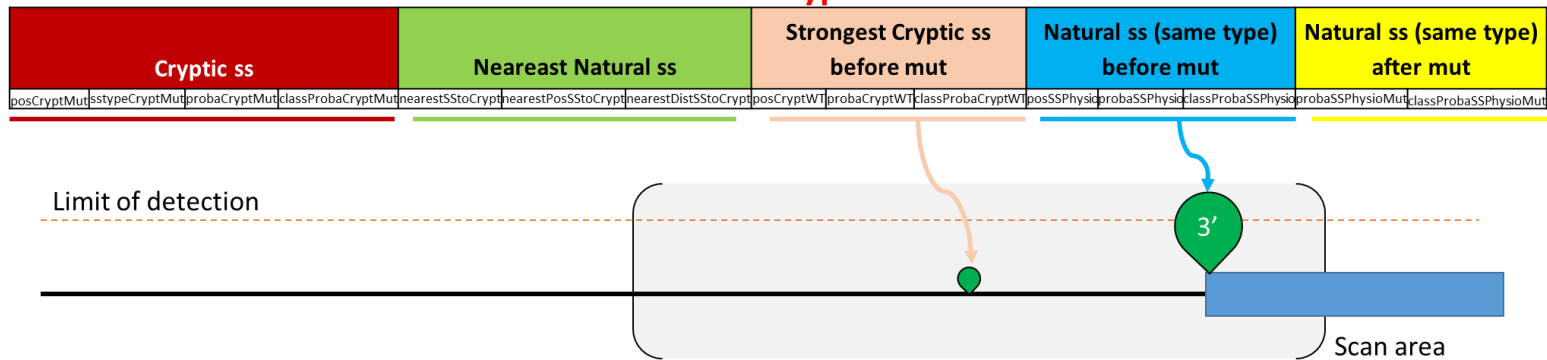 Strongest Cryptic ss Natural ss (same type) Natural ss (same type)
Cryptic ss Neareast Natural ss before mut before mut after mut
posCryptMut sstypeCryptMut probaCryptMut classProbaCryptMut nearestSStoCrypt nearestPosSStoCrypt nearestDistSStoCrypt posCryptWT probaCryptWT classProbaCryptWT posSSPhysio probaSSPhysio classProbaSSPhysio probaSSPhysioMut classProbaSSPhysioMut
Limit of detection
3’
Scan area